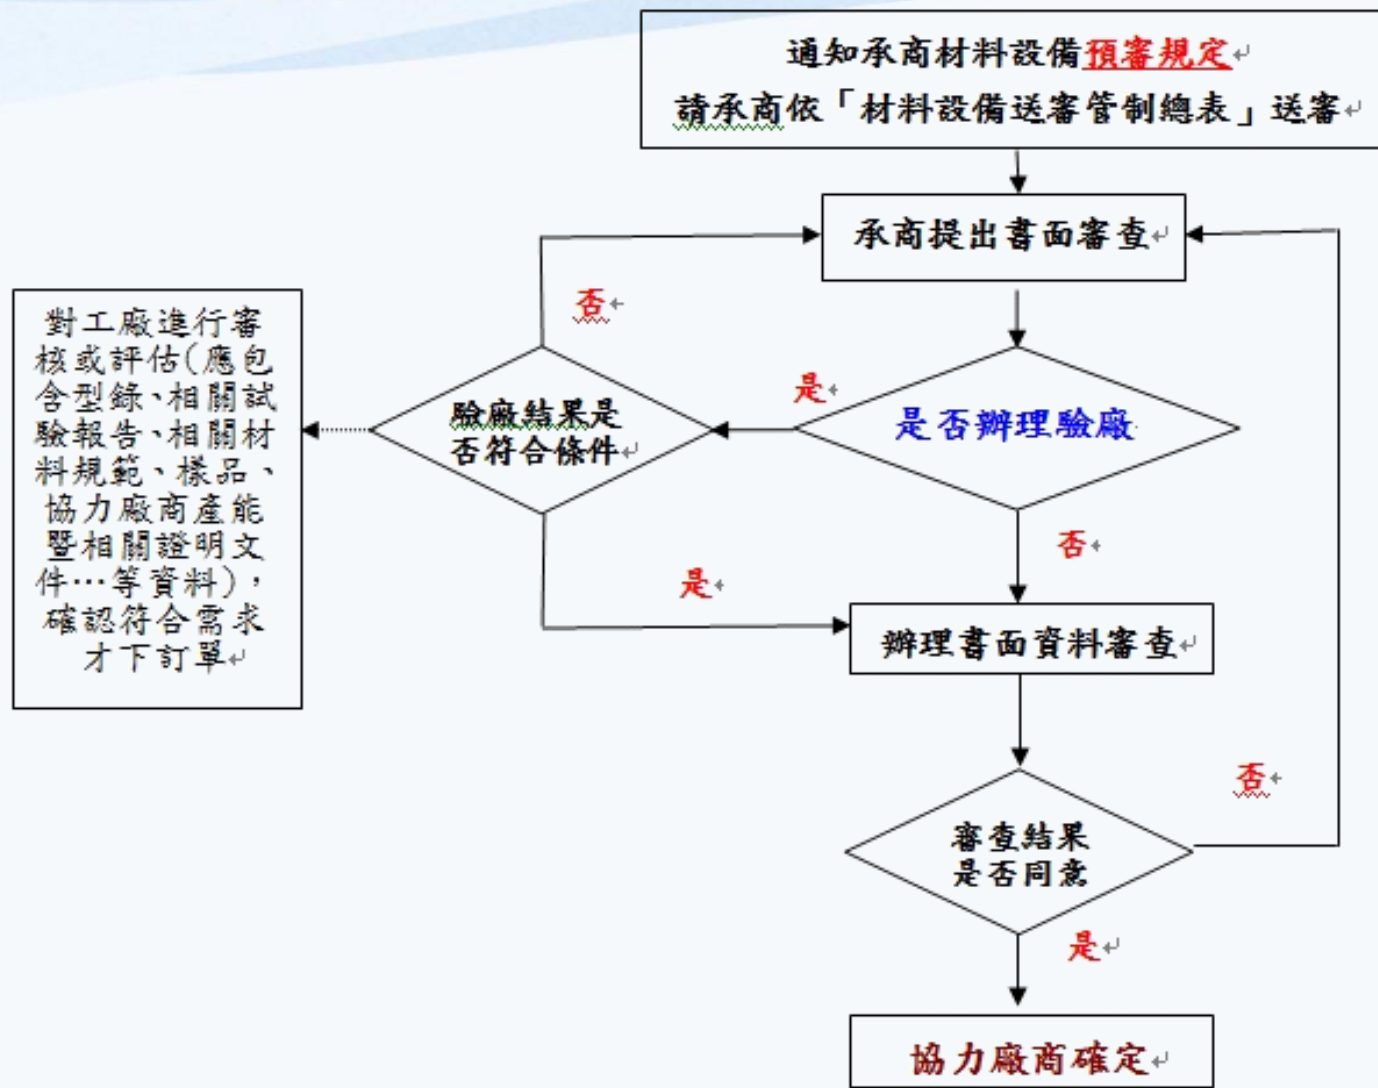 通知承商材料設備預審規定
請承商依「材料設備送審管制總表」送審
承商提出書面審查
否
是
是否辦理驗廠
驗廠結果是
否符合條件
對工廠進行審
核或評估(應包
含型錄、相關試
驗報告、相關材
料規範、樣品、
協力廠商產能
暨相關證明文
件…等資料)，
確認符合需求
才下訂單
否
是
辦理書面資料審查
否
審查結果
是否同意
是
協力廠商確定